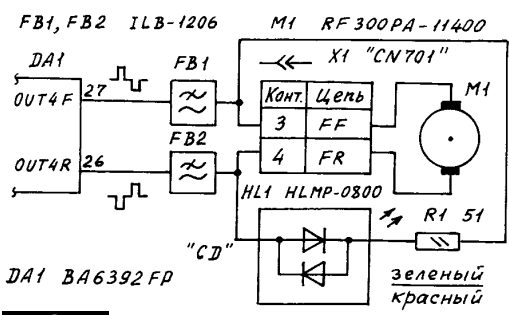 FB1, FB2 ILB-1206 M1 RF300PA-11400
DA1 FB1 X1 "CN701"
OUT4F 27 Конт. Цепь M1
3 FF
FB2
OUT4R 26 4 FR
HL1 HLMP-0800
R1 51
"CD"
DA1 BA6392FP зеленый
красный